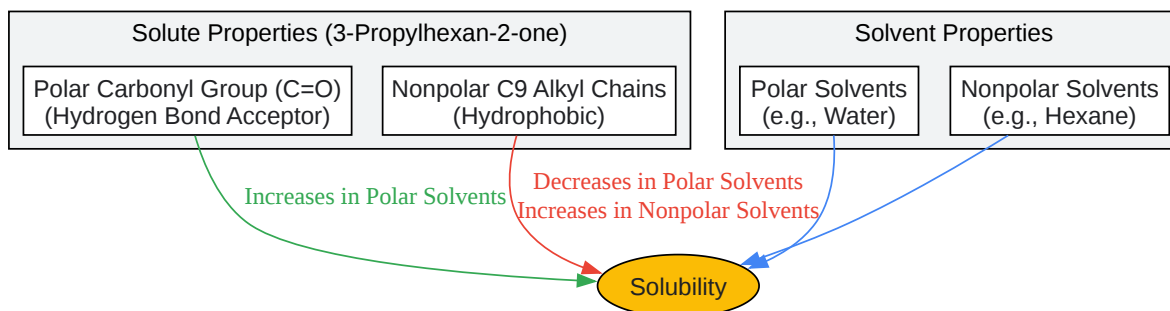 Solute Properties (3-Propylhexan-2-one)
Polar Carbonyl Group (C=O)
(Hydrogen Bond Acceptor)
Nonpolar C9 Alkyl Chains
(Hydrophobic)
Solvent Properties
Polar Solvents
(e.g., Water)
Nonpolar Solvents
(e.g., Hexane)
Increases in Polar Solvents
Decreases in Polar Solvents
Increases in Nonpolar Solvents
Solubility